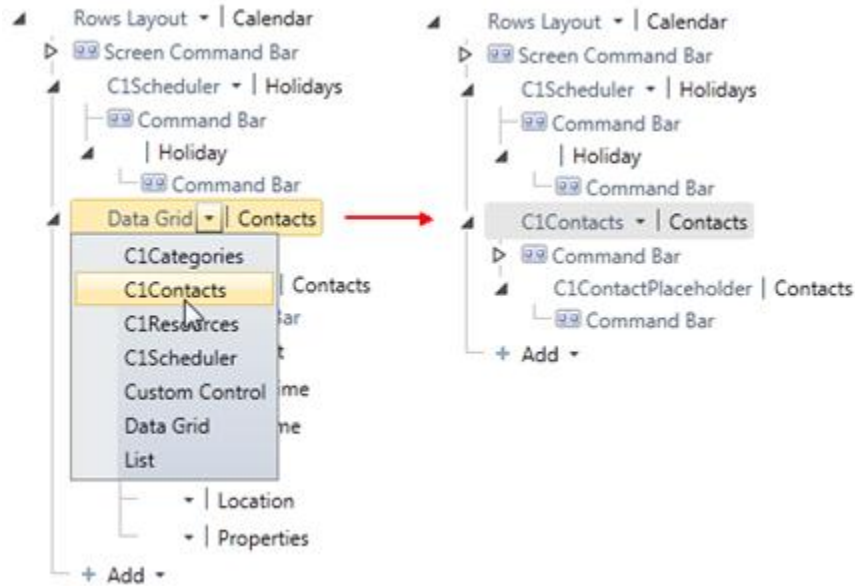 Rows Layout | Calendar
Screen Command Bar
C1Scheduler | Holidays
Command Bar
| Holiday
Command Bar
Data Grid | Contacts
C1Categories
C1Contacts
| Contacts
C1Resources
C1Scheduler
Custom Control
Data Grid
List
| Location
| Properties
+ Add
Rows Layout | Calendar
Screen Command Bar
C1Scheduler | Holidays
Command Bar
| Holiday
Command Bar
C1Contacts | Contacts
Command Bar
C1ContactPlaceholder | Contacts
Command Bar
+ Add